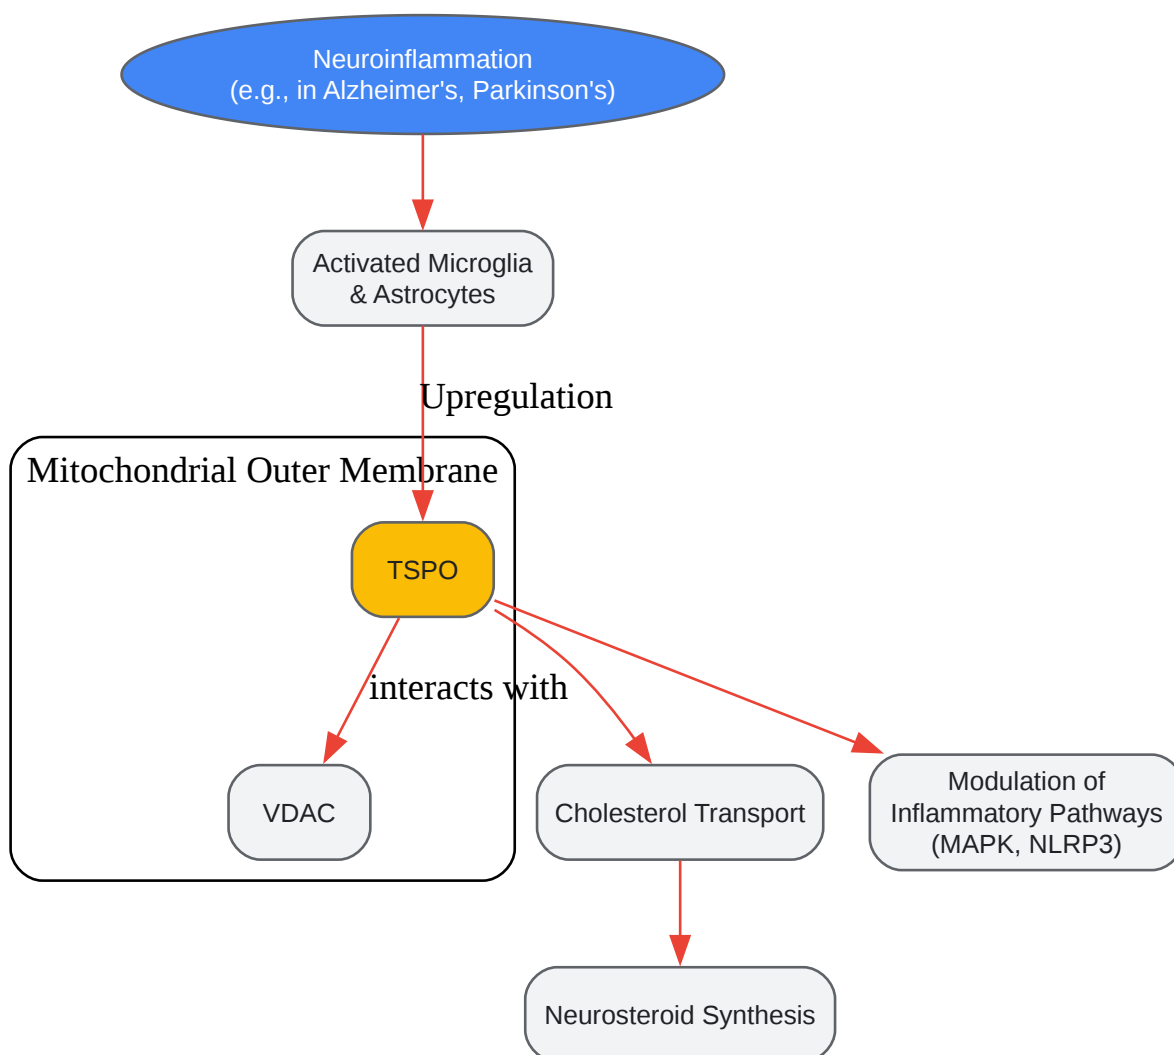 Neuroinflammation
(e.g., in Alzheimer's, Parkinson's)
Activated Microglia
& Astrocytes
Upregulation
Mitochondrial Outer Membrane
TSPO
interacts with
VDAC
Cholesterol Transport
Modulation of
Inflammatory Pathways
(MAPK, NLRP3)
Neurosteroid Synthesis